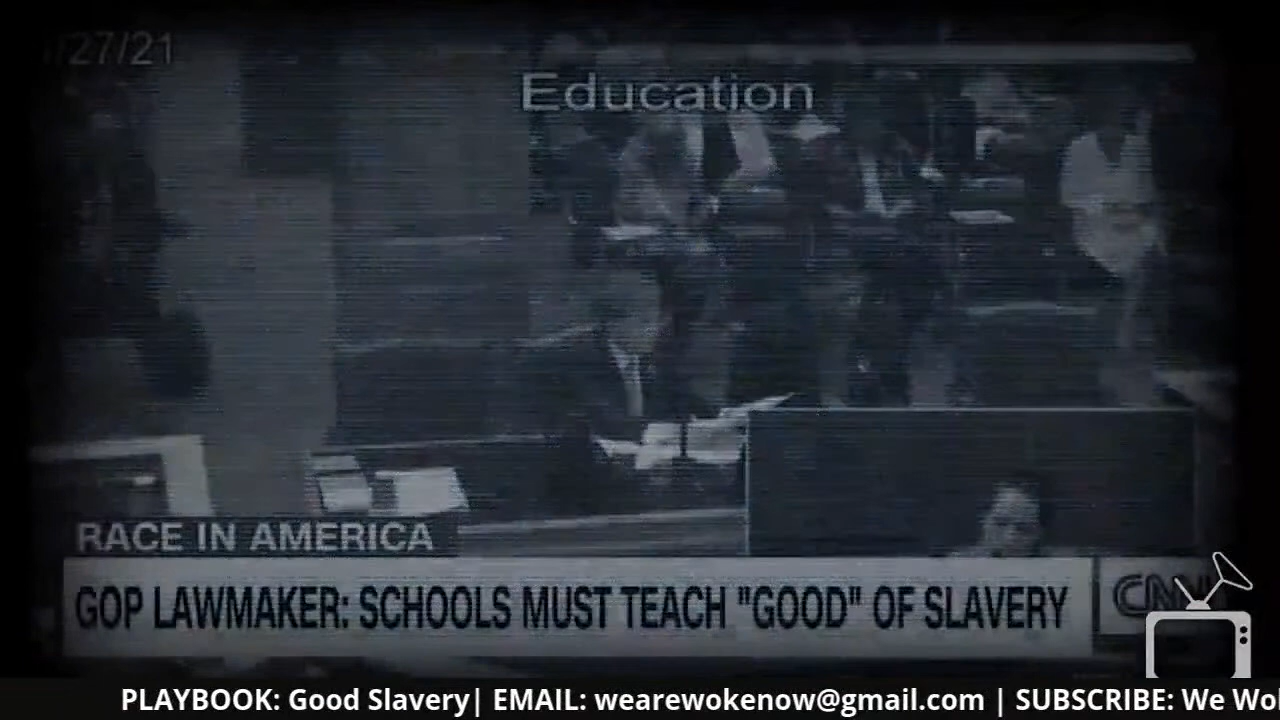 /27/21
Education
RACE IN AMERICA
GOP LAWMAKER: SCHOOLS MUST TEACH "GOOD" OF SLAVERY
CNN
PLAYBOOK: Good Slavery| EMAIL: wearewokenow@gmail.com | SUBSCRIBE: We Wo